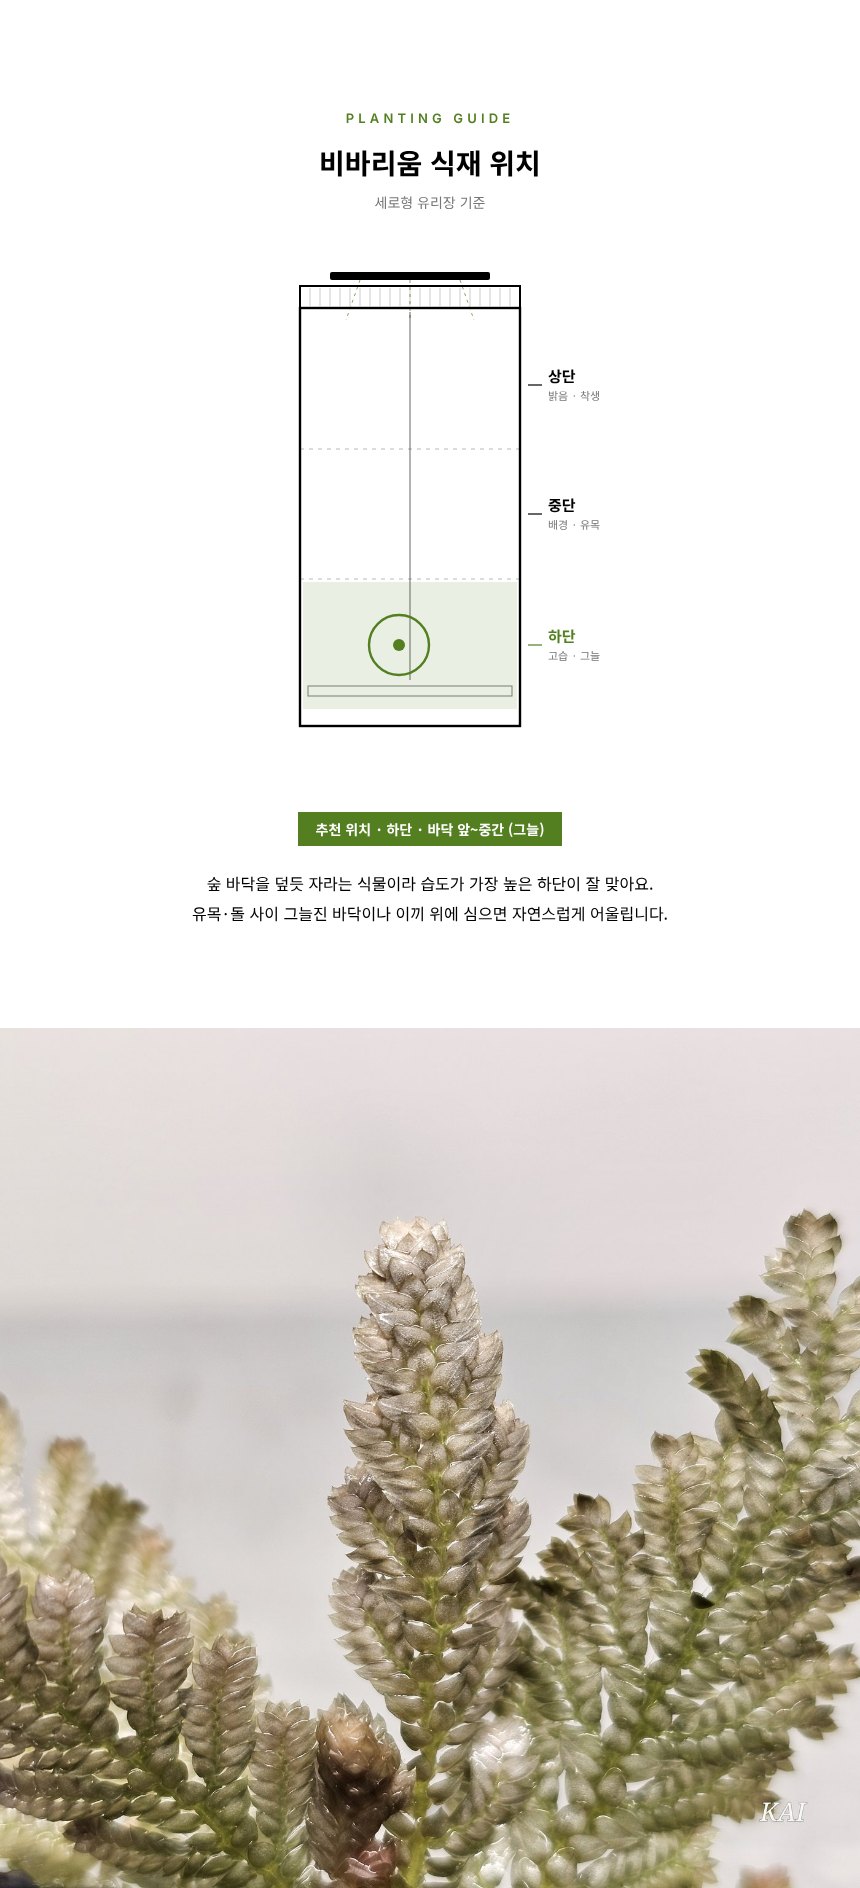 PLANTING GUIDE
비바리움 식재 위치
세로형 유리장 기준
상단
밝음 · 착생
중단
배경 · 유목
하단
고습 · 그늘
추천 위치 · 하단 · 바닥 앞~중간 (그늘)
숲 바닥을 덮듯 자라는 식물이라 습도가 가장 높은 하단이 잘 맞아요.
유목·돌 사이 그늘진 바닥이나 이끼 위에 심으면 자연스럽게 어울립니다.
KAI